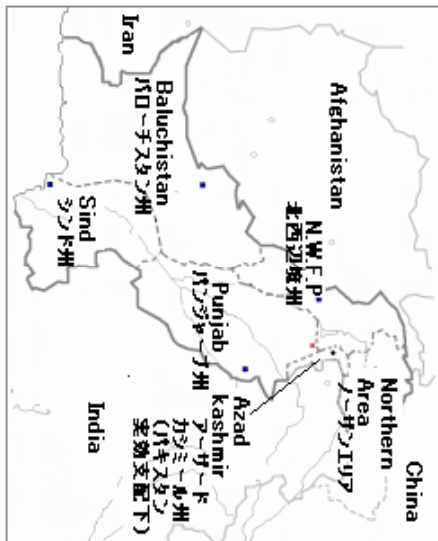 China
Northern
Area
ノーザンエリア
Afghanistan
N.W.F.P
北西辺境州
Azad
kashmir
アーザード
カシミール州
(パキスタン
実効支配下)
Punjab
パンジャーブ州
Iran
Baluchistan
バローチスタン州
Sind
シンド州
India